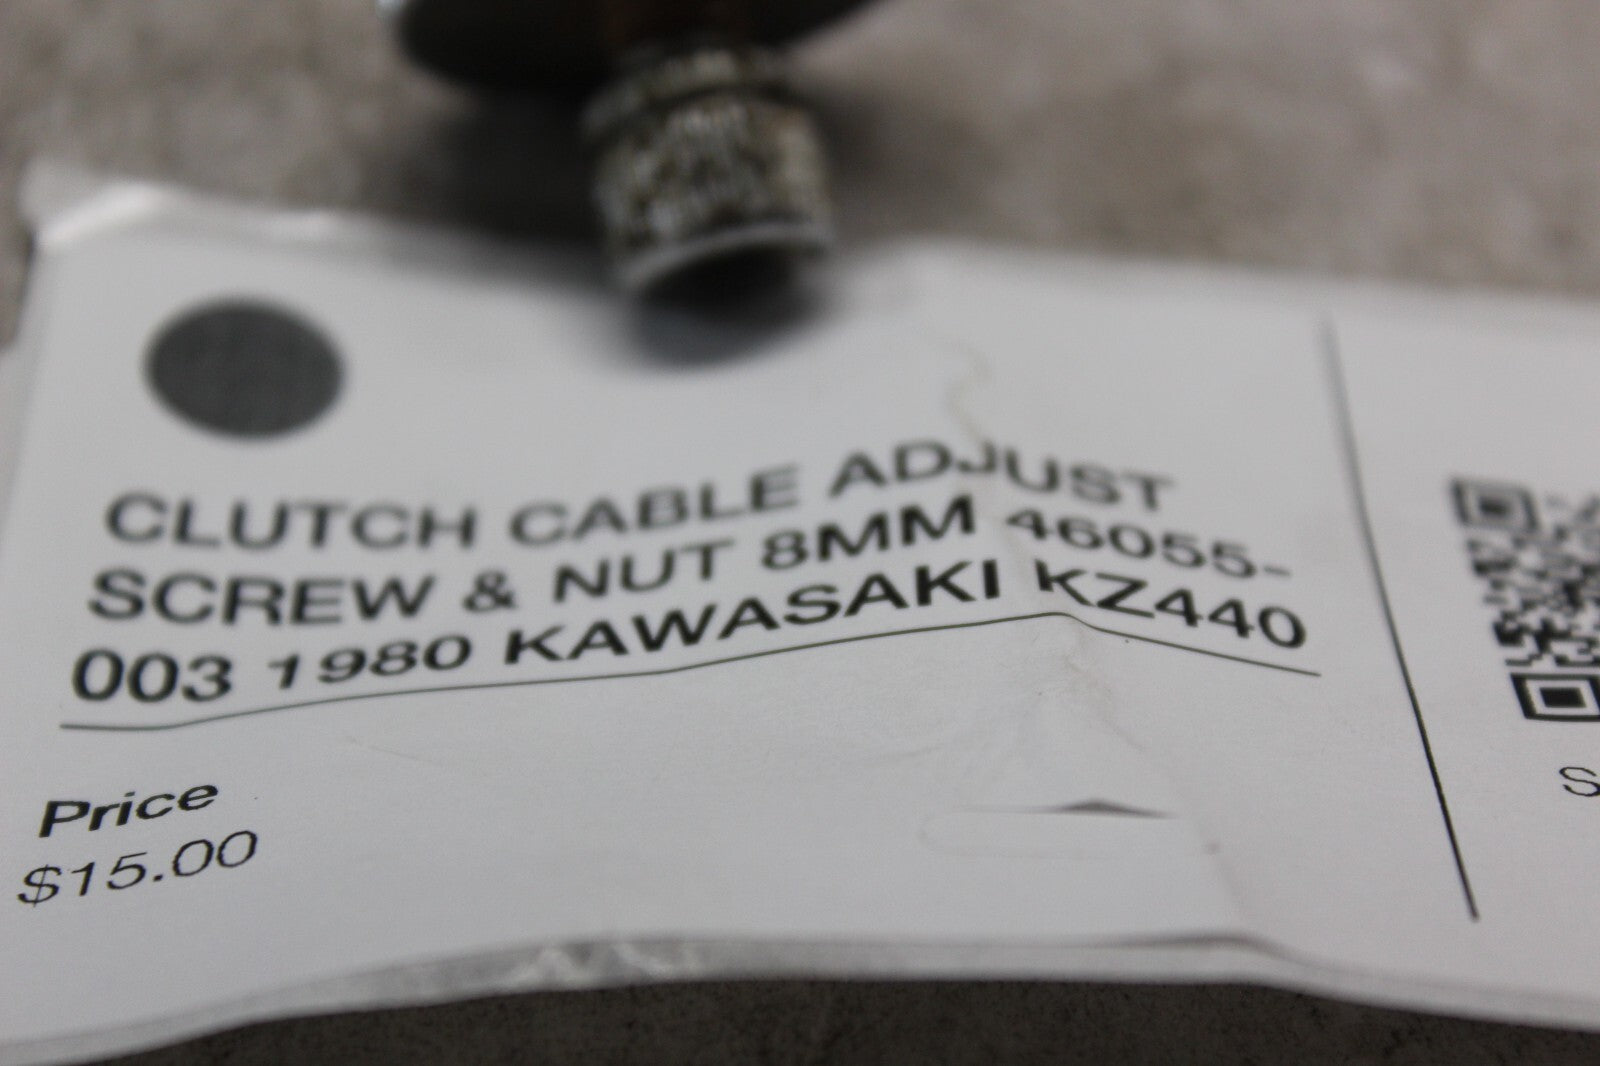 CLUTCH CABLE ADJUST
SCREW & NUT 8MM 46055-
003 1980 KAWASAKI KZ440
Price
$15.00
S